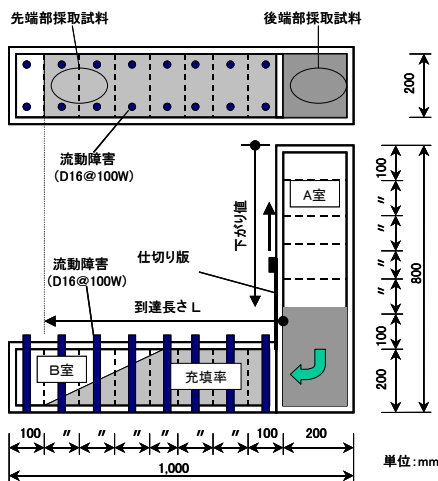 先端部採取試料
後端部採取試料
200
流動障害
（D16@100W）
下がり値
A室
100
〃
〃
〃
〃
100
200
800
仕切り版
流動障害
（D16@100W）
到達長さ L
B室
充填率
100 〃 〃 〃 〃 〃 〃 100 200
1,000
単位：mm